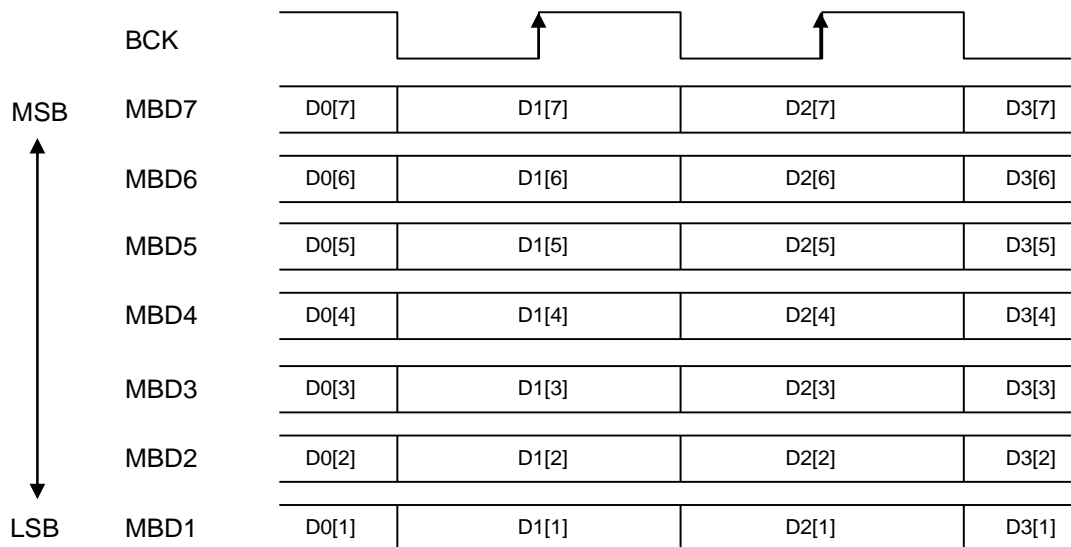 BCK
MSB MBD7 D0[7] D1[7] D2[7] D3[7]
MBD6 D0[6] D1[6] D2[6] D3[6]
MBD5 D0[5] D1[5] D2[5] D3[5]
MBD4 D0[4] D1[4] D2[4] D3[4]
MBD3 D0[3] D1[3] D2[3] D3[3]
MBD2 D0[2] D1[2] D2[2] D3[2]
LSB MBD1 D0[1] D1[1] D2[1] D3[1]